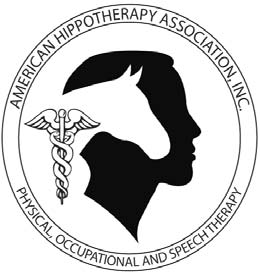 AMERICAN HIPPOTHERAPY ASSOCIATION, INC.
PHYSICAL, OCCUPATIONAL AND SPEECH THERAPY